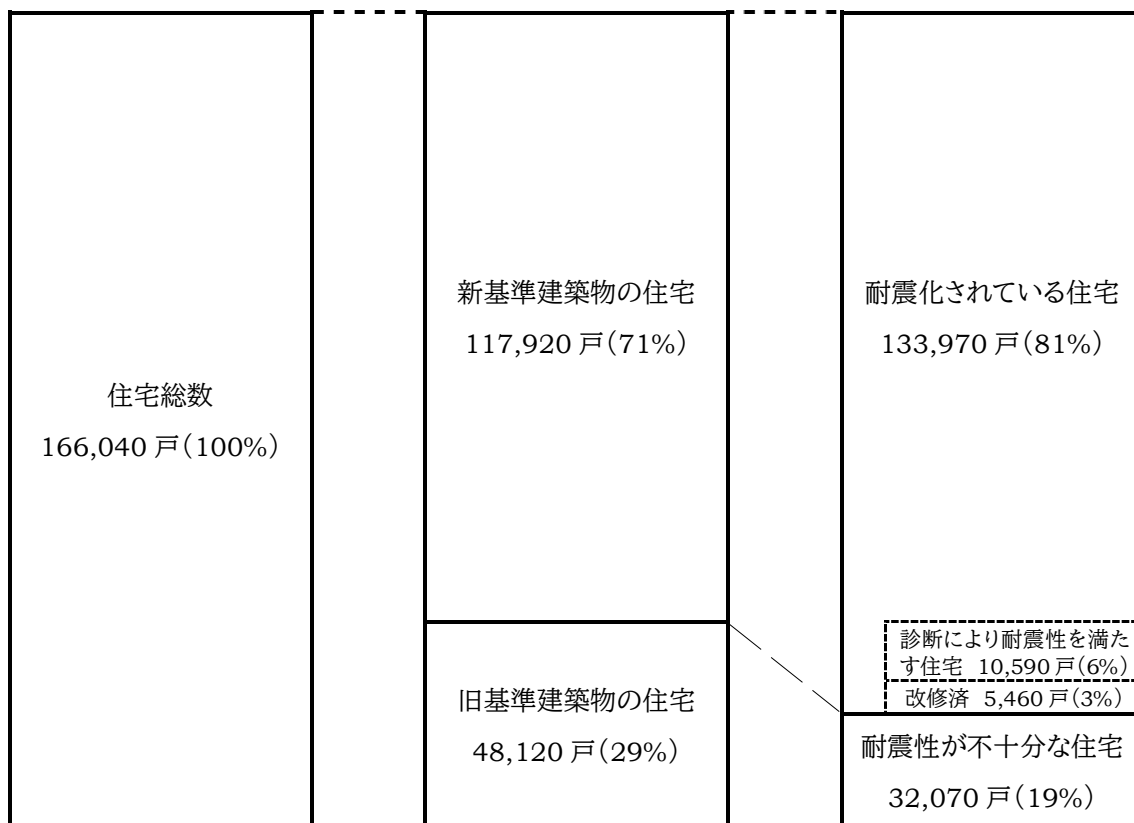 住宅総数
166,040 戸(100%)
新基準建築物の住宅
117,920 戸(71%)
旧基準建築物の住宅
48,120 戸(29%)
耐震化されている住宅
133,970 戸(81%)
診断により耐震性を満た
す住宅 10,590 戸(6%)
改修済 5,460 戸(3%)
耐震性が不十分な住宅
32,070 戸(19%)